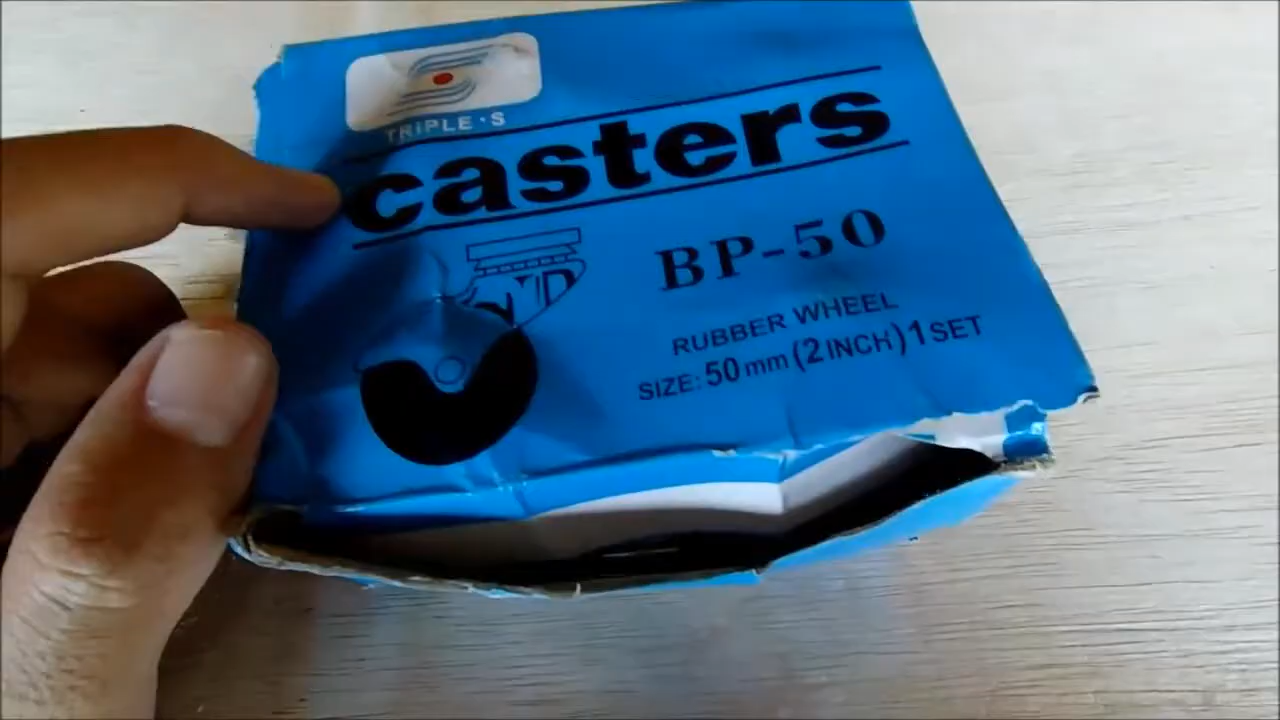 TRIPLE·S
casters
BP-50
RUBBER WHEEL
SIZE: 50mm (2 INCH) 1 SET